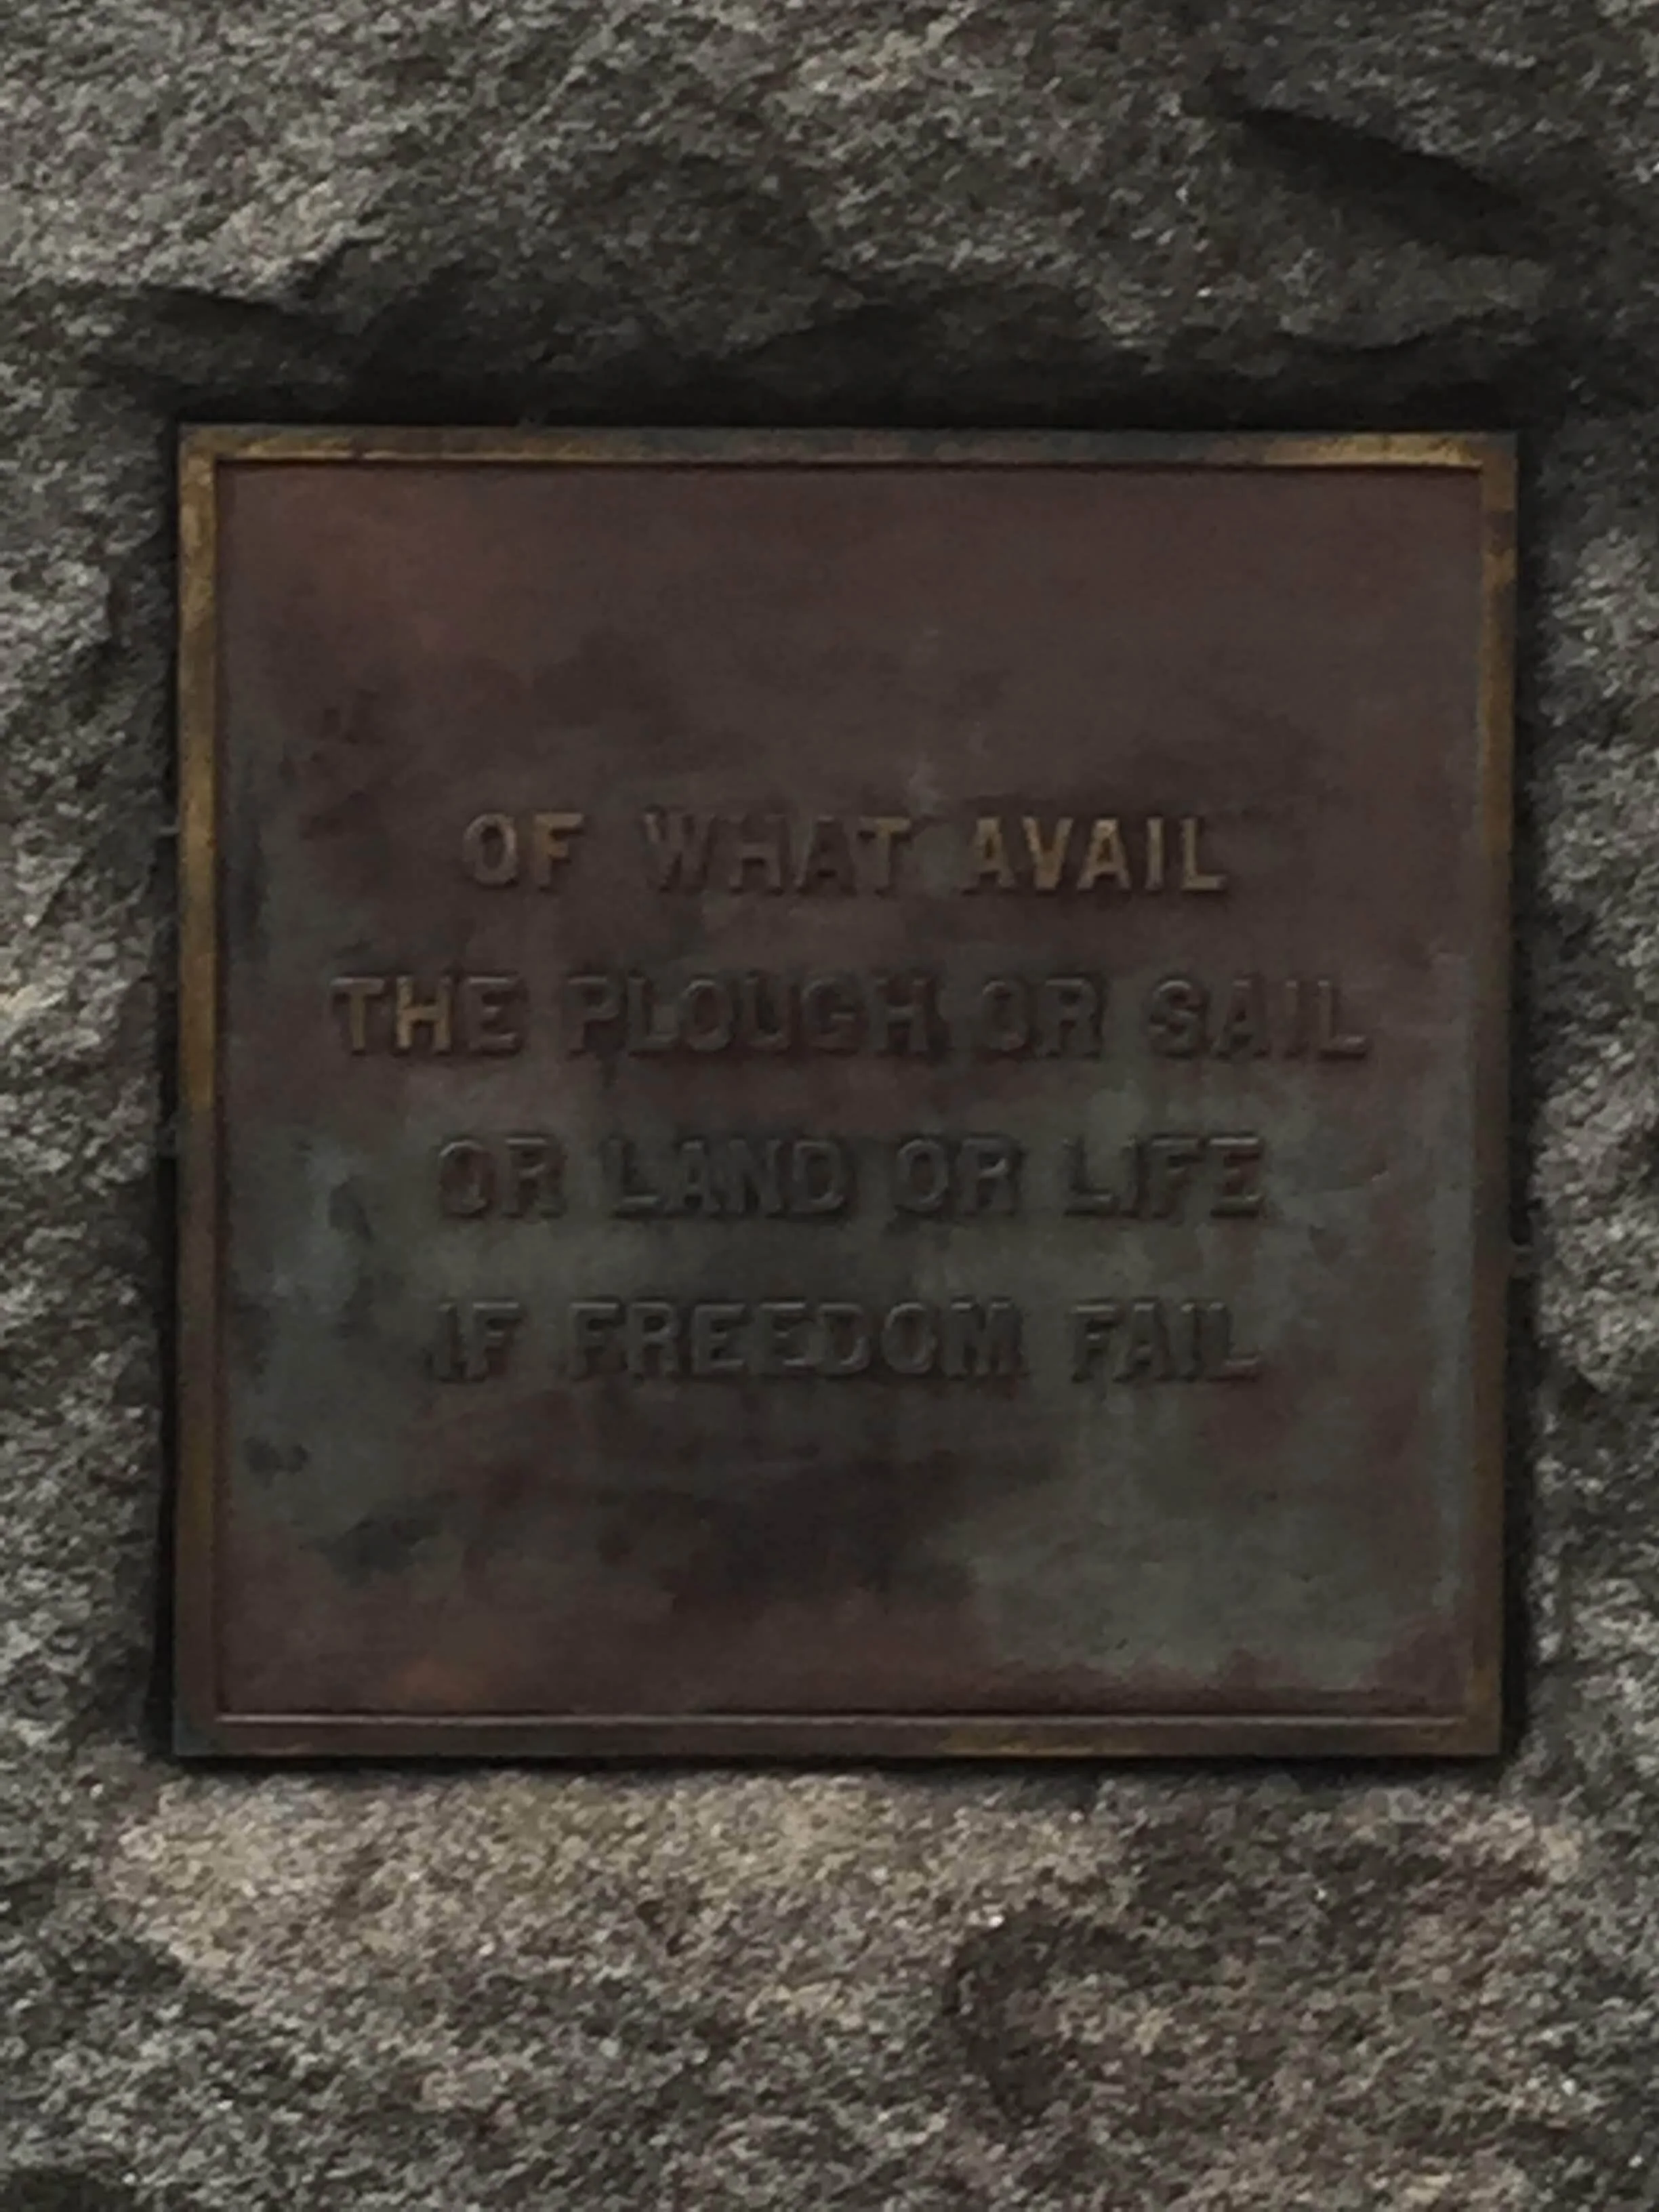 OF WHAT AVAIL
THE PLOUGH OR SAIL
OR LAND OR LIFE
IF FREEDOM FAIL